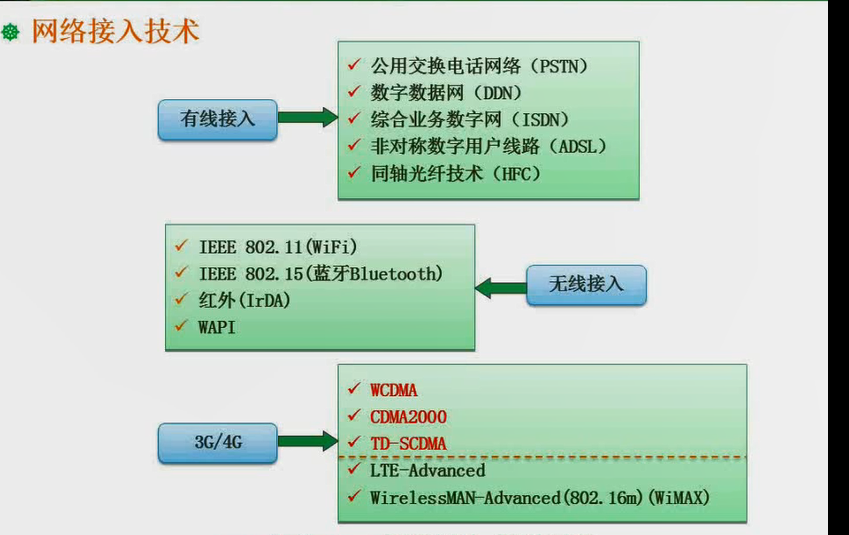 网络接入技术
有线接入
公用交换电话网络（PSTN）
数字数据网（DDN）
综合业务数字网（ISDN）
非对称数字用户线路（ADSL）
同轴光纤技术（HFC）
IEEE 802.11(WiFi)
IEEE 802.15(蓝牙Bluetooth)
红外(IrDA)
WAPI
无线接入
3G/4G
WCDMA
CDMA2000
TD-SCDMA
LTE-Advanced
WirelessMAN-Advanced(802.16m)(WiMAX)